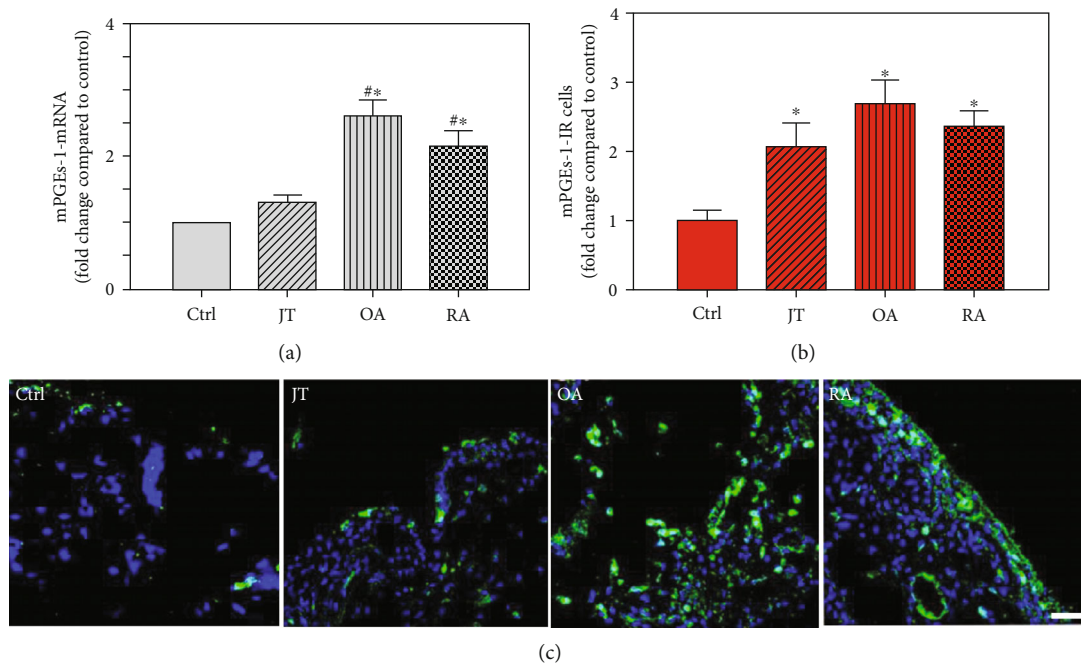 mPGEs-1-mRNA
(fold change compared to control)
4
2
0
#*
#*
Ctrl
JT
OA
RA
(a)
mPGEs-1-IR cells
(fold change compared to control)
4
3
2
1
0
*
*
*
Ctrl
JT
OA
RA
(b)
Ctrl
JT
OA
RA
(c)